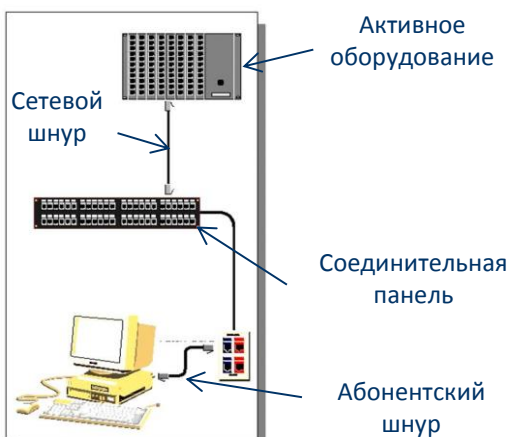 Активное
оборудование
Сетевой
шнур
Соединительная
панель
Абонентский
шнур